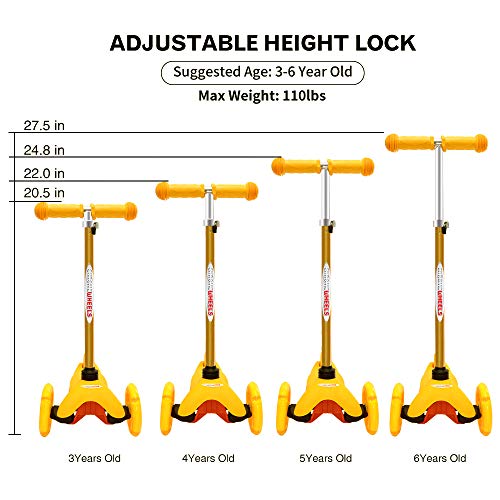 ADJUSTABLE HEIGHT LOCK
Suggested Age: 3-6 Year Old
Max Weight: 110lbs
27.5 in
24.8 in
22.0 in
20.5 in
WHEELS
WHEELS
WHEELS
WHEELS
3Years Old
4Years Old
5Years Old
6Years Old